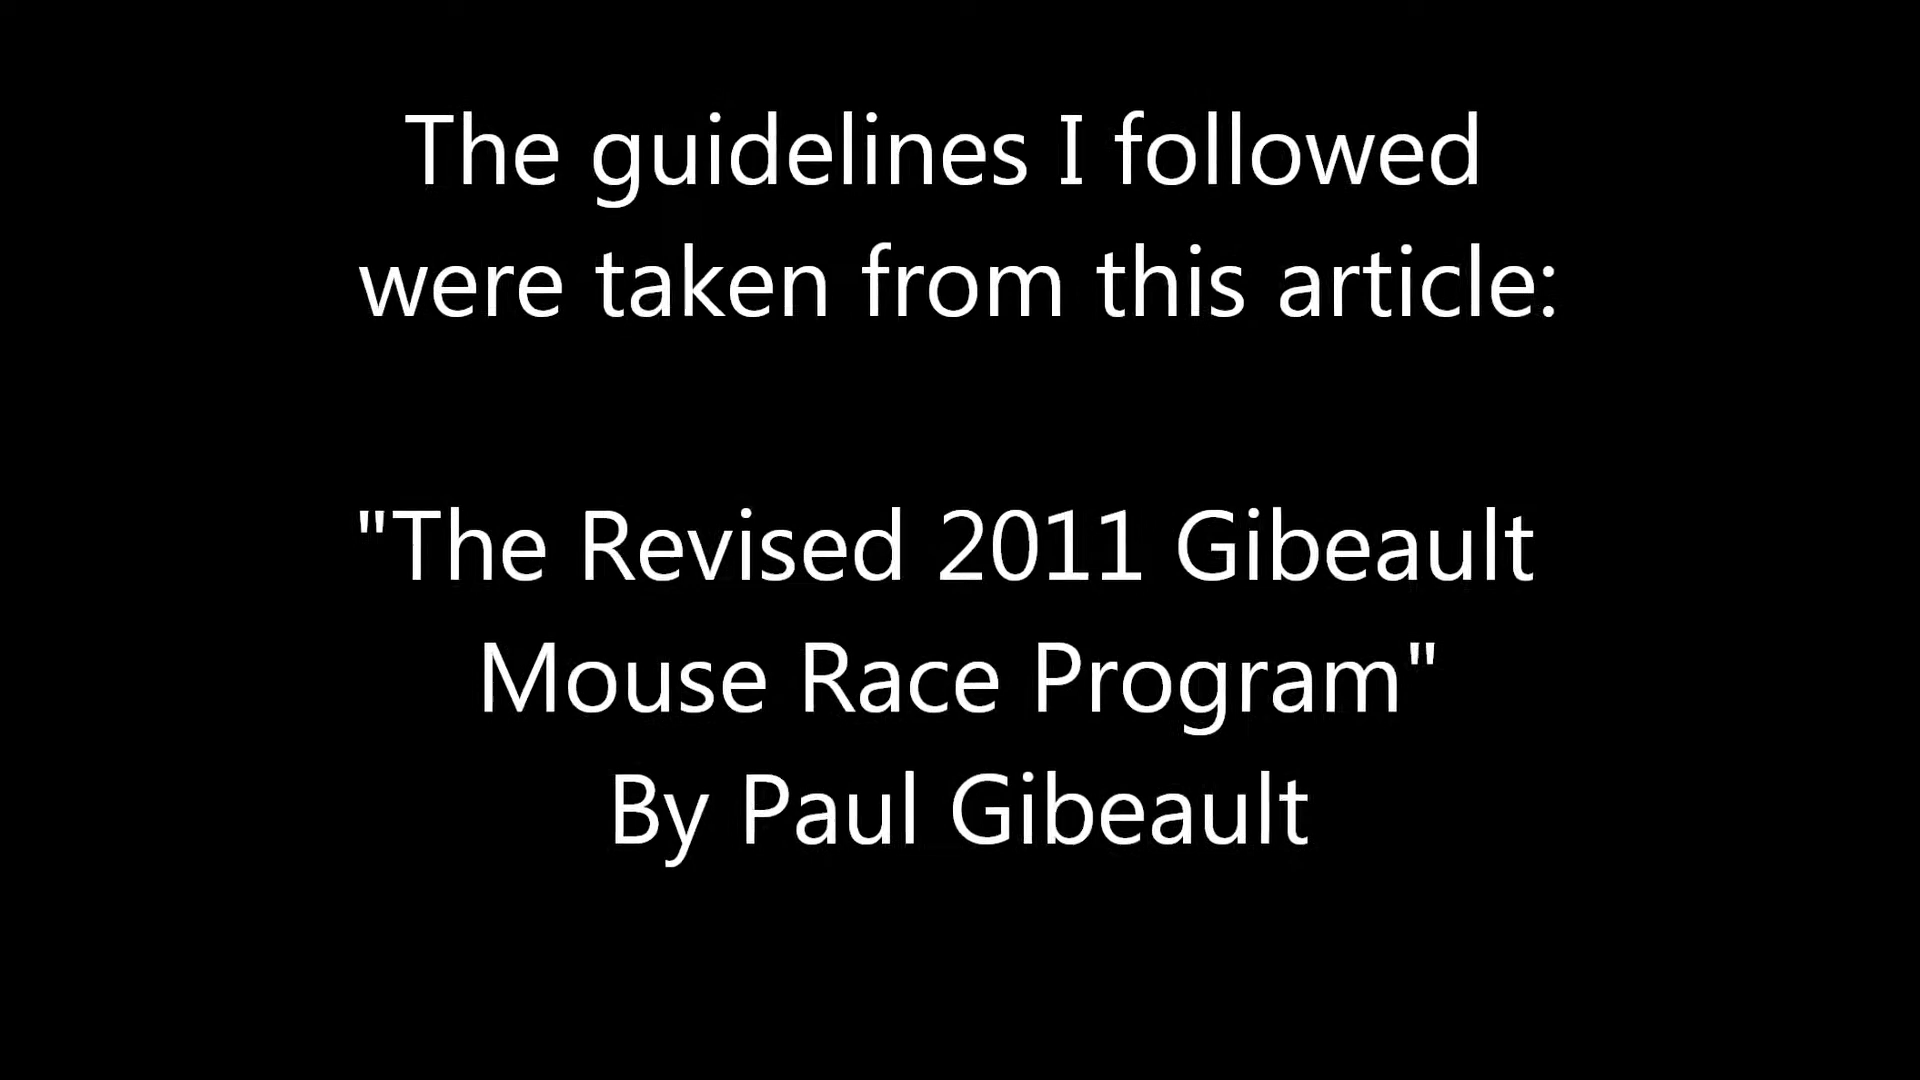 The guidelines I followed
were taken from this article:
"The Revised 2011 Gibeault
Mouse Race Program"
By Paul Gibeault